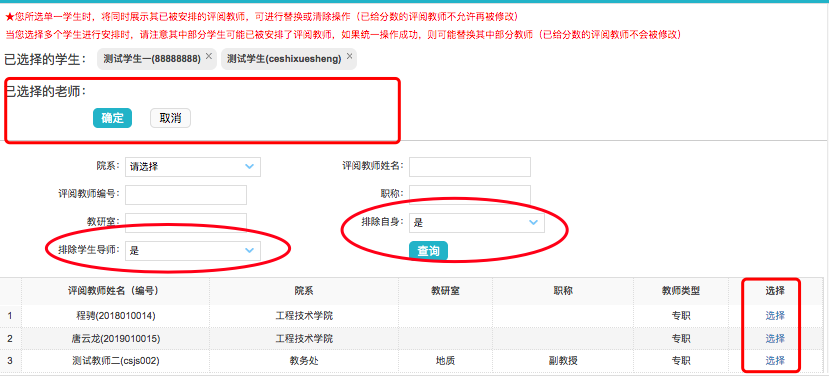 ★您所选单一学生时，将同时展示其已被安排的评阅教师，可进行替换或清除操作（已给分数的评阅教师不允许再被修改）
当您选择多个学生进行安排时，请注意其中部分学生可能已被安排了评阅教师，如果统一操作成功，则可能替换其中部分教师（已给分数的评阅教师不会被修改）
已选择的学生： 测试学生一(88888888) × 测试学生(ceshixuesheng) ×
已选择的老师：
确定 取消
院系： 请选择 评阅教师姓名：
评阅教师编号： 职称：
教研室： 排除自身： 是
排除学生导师： 是 查询
评阅教师姓名（编号） 院系 教研室 职称 教师类型 选择
1 程骋(2018010014) 工程技术学院 专职 选择
2 唐云龙(2019010015) 工程技术学院 专职 选择
3 测试教师二(csjs002) 教务处 地质 副教授 专职 选择